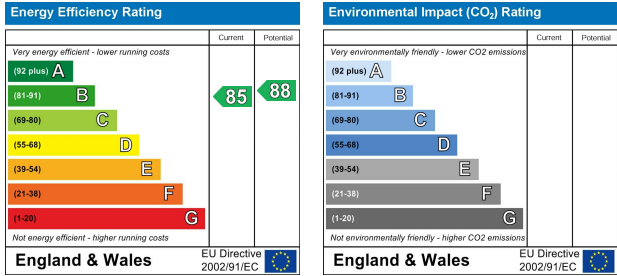 Energy Efficiency Rating
Current Potential
Very energy efficient - lower running costs
(92 plus) A
(81-91) B
(69-80) C
(55-68) D
(39-54) E
(21-38) F
(1-20) G
85
88
Not energy efficient - higher running costs
England & Wales
EU Directive
2002/91/EC
Environmental Impact (CO₂) Rating
Current Potential
Very environmentally friendly - lower CO2 emissions
(92 plus) A
(81-91) B
(69-80) C
(55-68) D
(39-54) E
(21-38) F
(1-20) G
Not environmentally friendly - higher CO2 emissions
England & Wales
EU Directive
2002/91/EC